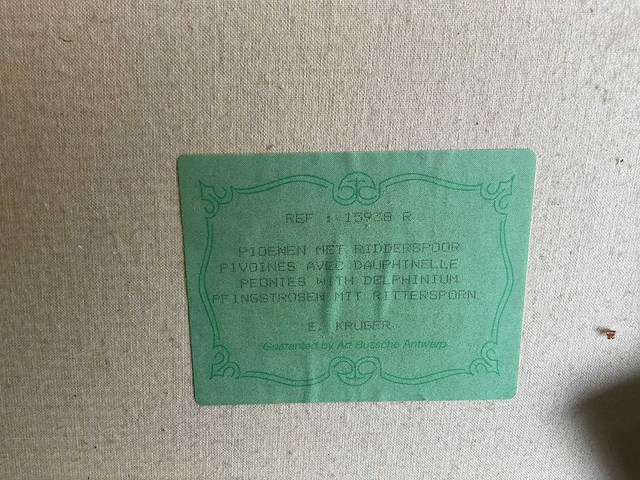 REF : 15938 R
PIOENEN MET RIDDERSPOOR
PIVOINES AVEC DAUPHINELLE
PEONIES WITH DELPHINIUM
PFINGSTROSEN MIT RITTERSPORN
E. KRUGER
Guaranted by Art Bussche Antwerp